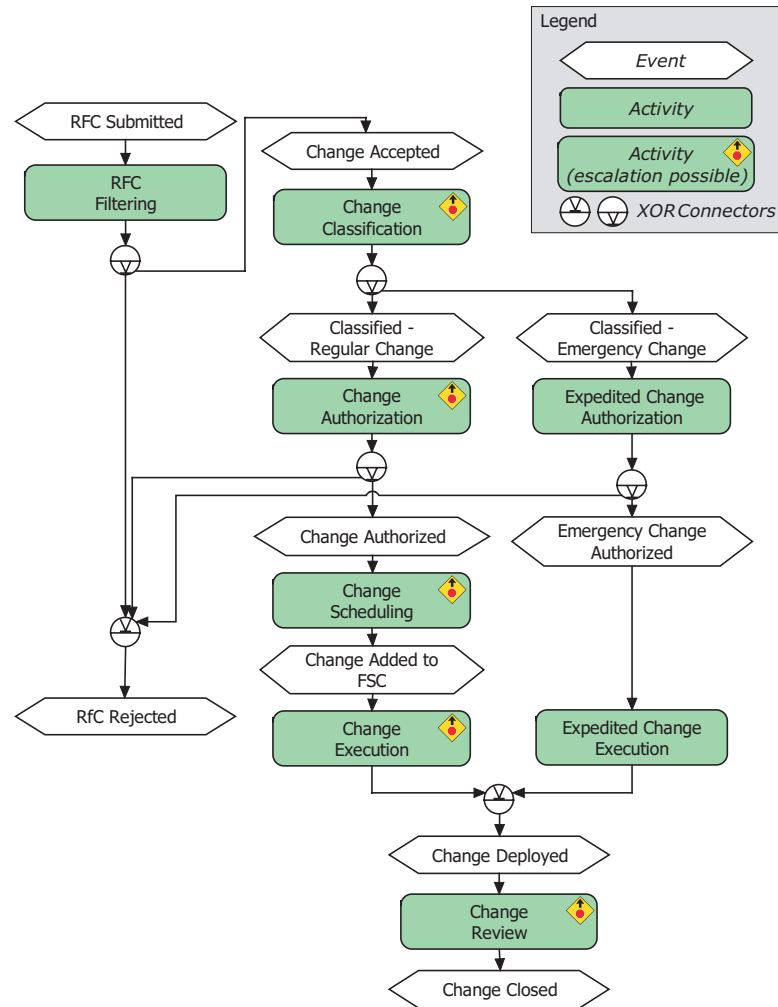 Legend
Event
Activity
Activity
(escalation possible)
XOR Connectors
RFC Submitted
RFC
Filtering
Change Accepted
Change
Classification
Classified -
Regular Change
Classified -
Emergency Change
Change
Authorization
Expedited Change
Authorization
Change Authorized
Emergency Change
Authorized
Change
Scheduling
Change Added to
FSC
RfC Rejected
Change
Execution
Expedited Change
Execution
Change Deployed
Change
Review
Change Closed